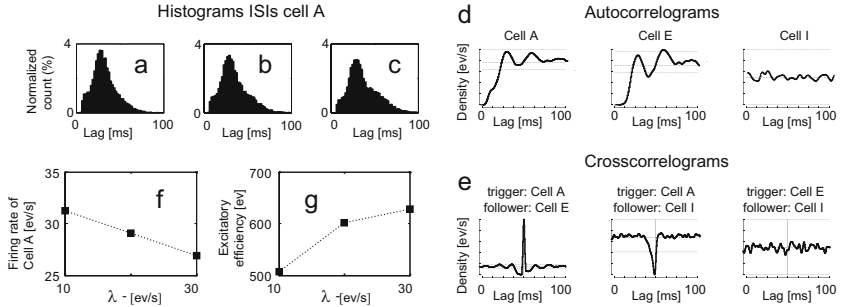 Histograms ISIs cell A
Normalized
count (%)
4
2
0
0
100
Lag [ms]
a
4
2
0
0
100
Lag [ms]
b
4
2
0
0
100
Lag [ms]
c
Firing rate of
Cell A [ev/s]
35
30
25
10
20
30
λ - [ev/s]
f
Excitatory
efficiency [ev]
700
600
500
10
20
30
λ -[ev/s]
g
d
Autocorrelograms
Cell A
Cell E
Cell I
Density [ev/s]
0
100
Lag [ms]
0
100
Lag [ms]
0
100
Lag [ms]
Crosscorrelograms
e
trigger: Cell A
follower: Cell E
trigger: Cell A
follower: Cell I
trigger: Cell E
follower: Cell I
Density [ev/s]
0
100
Lag [ms]
0
100
Lag [ms]
0
100
Lag [ms]